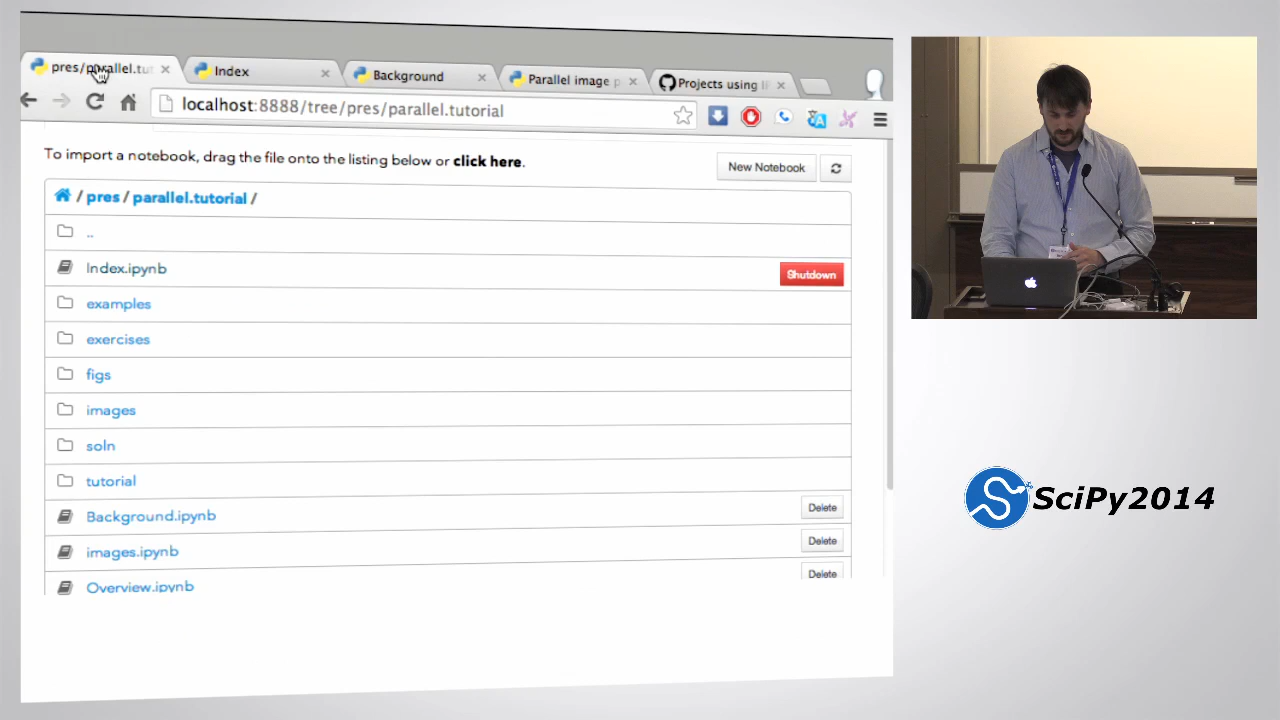 pres/parallel.tut
Index
Background
Parallel image p
Projects using I
localhost:8888/tree/pres/parallel.tutorial
To import a notebook, drag the file onto the listing below or click here.
New Notebook
/ pres / parallel.tutorial /
..
Index.ipynb
Shutdown
examples
exercises
figs
images
soln
tutorial
Background.ipynb
Delete
images.ipynb
Delete
Overview.ipynb
Delete
SciPy2014